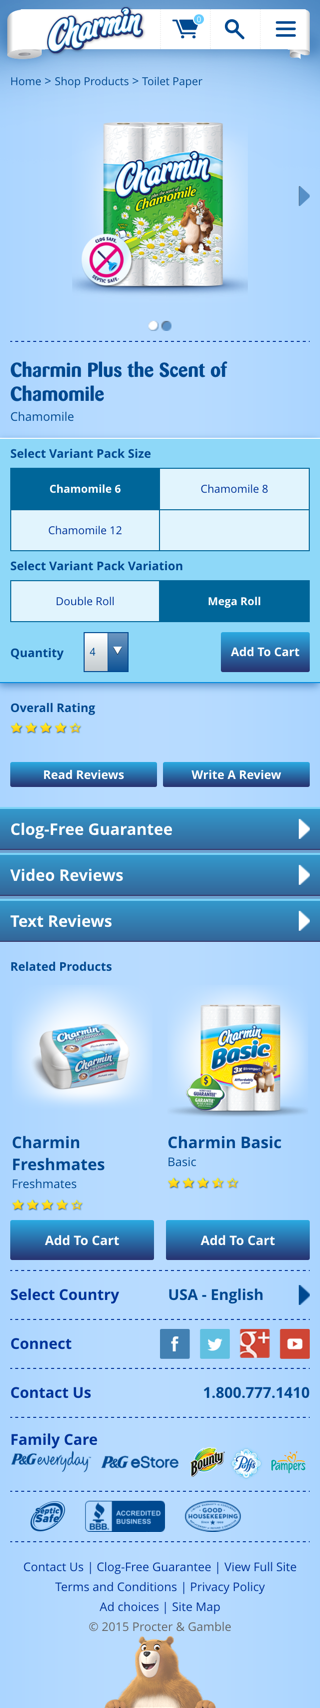 Charmin
0
Home > Shop Products > Toilet Paper
Charmin
Chamomile
CLOG SAFE.
SEPTIC SAFE.
Charmin Plus the Scent of
Chamomile
Chamomile
Select Variant Pack Size
Chamomile 6
Chamomile 8
Chamomile 12
Select Variant Pack Variation
Double Roll
Mega Roll
Quantity
4
Add To Cart
Overall Rating
Read Reviews
Write A Review
Clog-Free Guarantee
Video Reviews
Text Reviews
Related Products
Charmin
Charmin
Charmin
Basic
3x Stronger*
Charmin
Freshmates
Freshmates
Charmin Basic
Basic
Add To Cart
Add To Cart
Select Country
USA - English
Connect
f
g+
Contact Us
1.800.777.1410
Family Care
P&G everyday
P&G eStore
Bounty
Puffs
Pampers
Septic
Safe
BBB.
ACCREDITED
BUSINESS
GOOD
HOUSEKEEPING
Contact Us | Clog-Free Guarantee | View Full Site
Terms and Conditions | Privacy Policy
Ad choices | Site Map
© 2015 Procter & Gamble